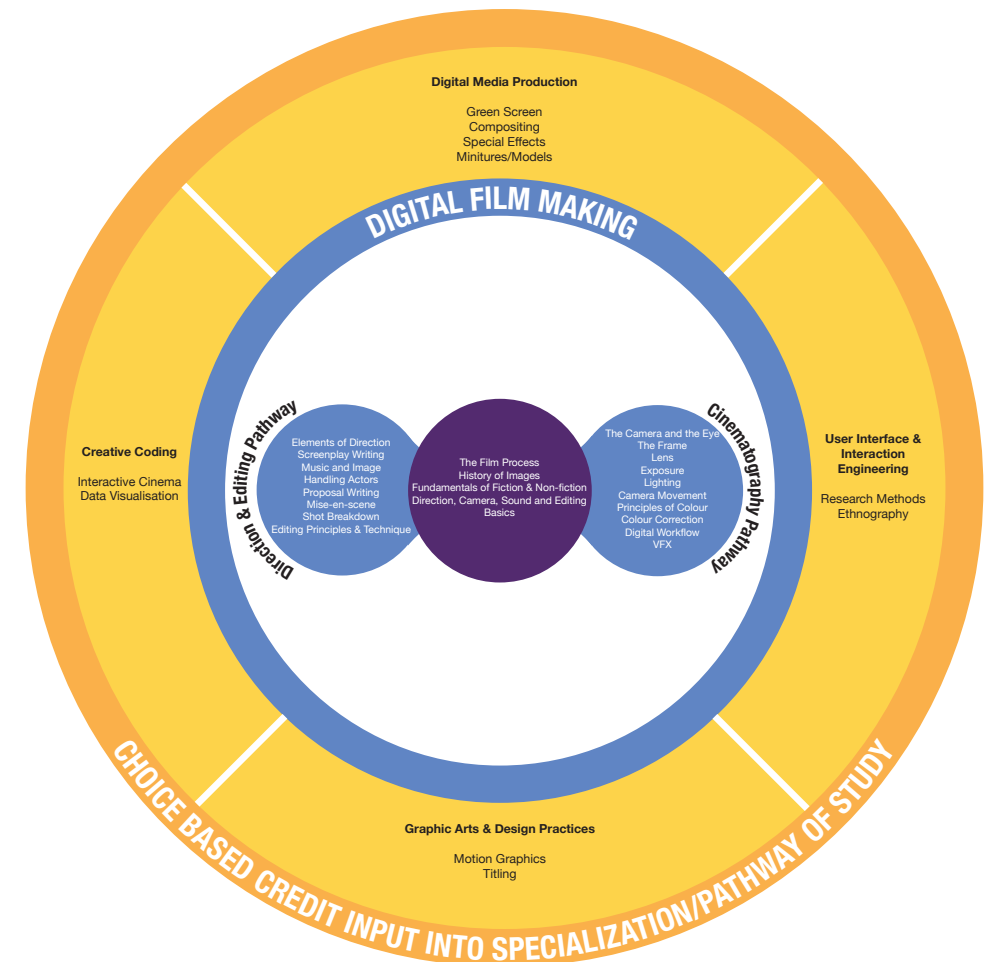 Digital Media Production
Green Screen
Compositing
Special Effects
Minitures/Models
DIGITAL FILM MAKING
Creative Coding
Interactive Cinema
Data Visualisation
Direction & Editing Pathway
Elements of Direction
Screenplay Writing
Music and Image
Handling Actors
Proposal Writing
Mise-en-scene
Shot Breakdown
Editing Principles & Technique
The Film Process
History of Images
Fundamentals of Fiction & Non-fiction
Direction, Camera, Sound and Editing
Basics
Cinematography Pathway
The Camera and the Eye
The Frame
Lens
Exposure
Lighting
Camera Movement
Principles of Colour
Colour Correction
Digital Workflow
VFX
User Interface &
Interaction
Engineering
Research Methods
Ethnography
Graphic Arts & Design Practices
Motion Graphics
Titling
CHOICE BASED CREDIT INPUT INTO SPECIALIZATION/PATHWAY OF STUDY